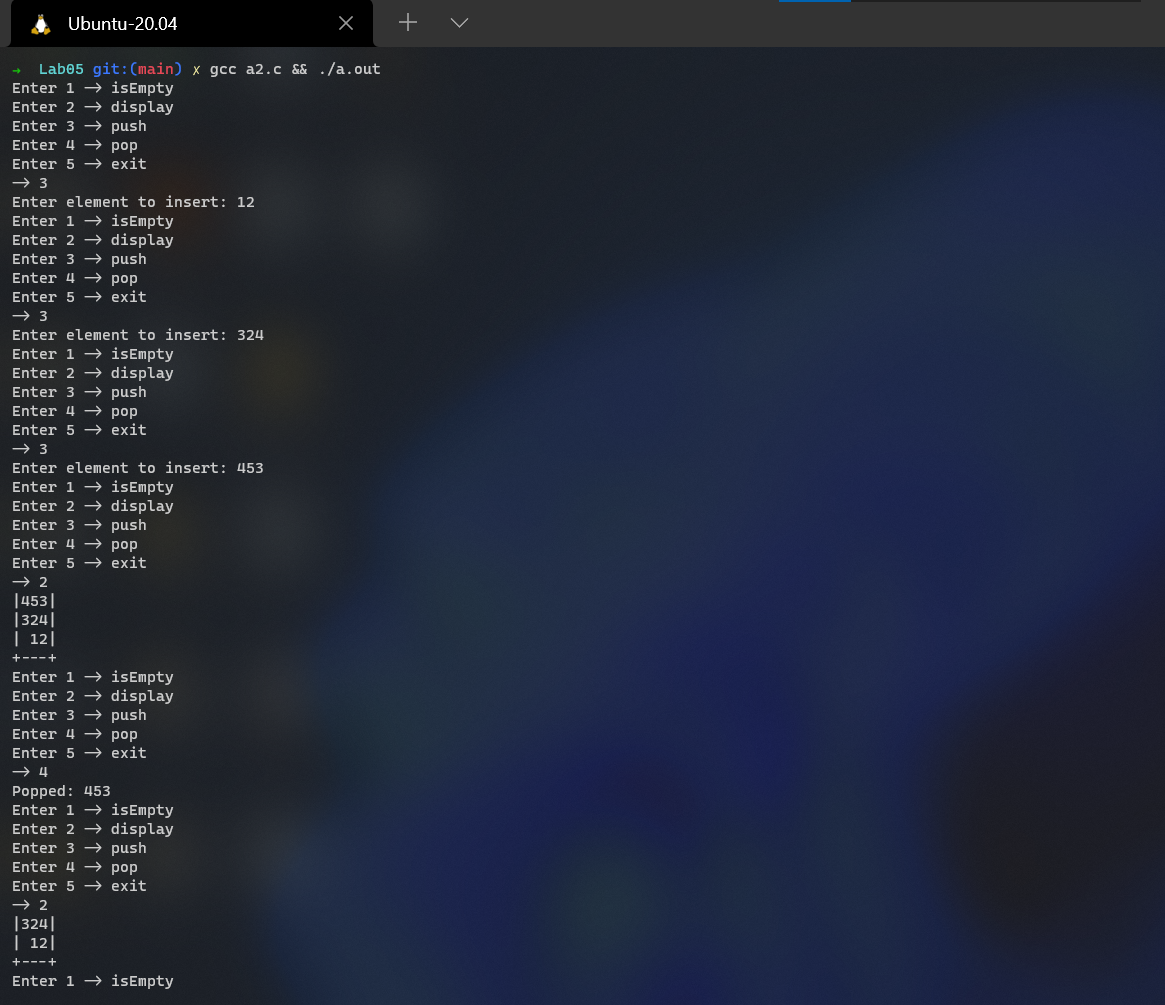 Ubuntu-20.04
→ Lab05 git:(main) x gcc a2.c && ./a.out
Enter 1 → isEmpty
Enter 2 → display
Enter 3 → push
Enter 4 → pop
Enter 5 → exit
→ 3
Enter element to insert: 12
Enter 1 → isEmpty
Enter 2 → display
Enter 3 → push
Enter 4 → pop
Enter 5 → exit
→ 3
Enter element to insert: 324
Enter 1 → isEmpty
Enter 2 → display
Enter 3 → push
Enter 4 → pop
Enter 5 → exit
→ 3
Enter element to insert: 453
Enter 1 → isEmpty
Enter 2 → display
Enter 3 → push
Enter 4 → pop
Enter 5 → exit
→ 2
|453|
|324|
| 12|
+---+
Enter 1 → isEmpty
Enter 2 → display
Enter 3 → push
Enter 4 → pop
Enter 5 → exit
→ 4
Popped: 453
Enter 1 → isEmpty
Enter 2 → display
Enter 3 → push
Enter 4 → pop
Enter 5 → exit
→ 2
|324|
| 12|
+---+
Enter 1 → isEmpty